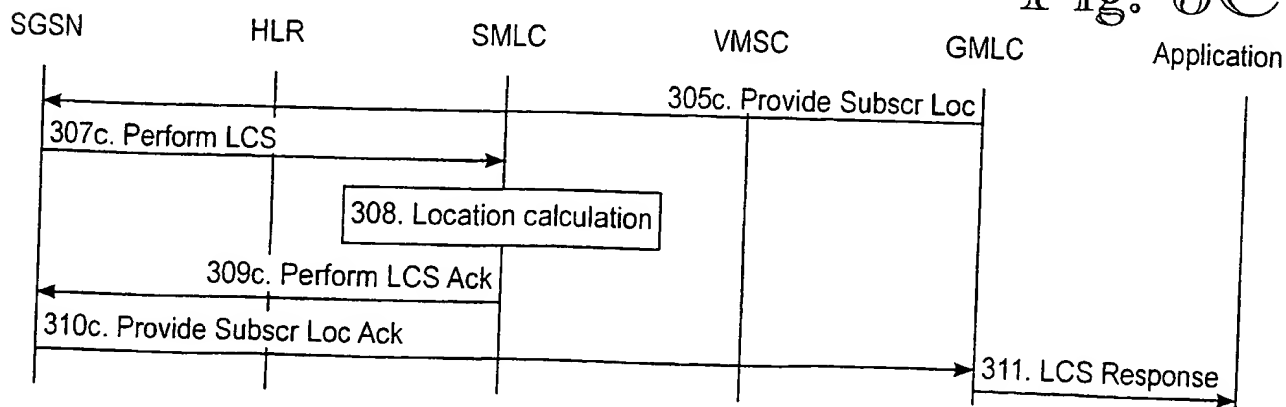 Fig. 3C
SGSN HLR SMLC VMSC GMLC Application
305c. Provide Subscr Loc
307c. Perform LCS
308. Location calculation
309c. Perform LCS Ack
310c. Provide Subscr Loc Ack
311. LCS Response